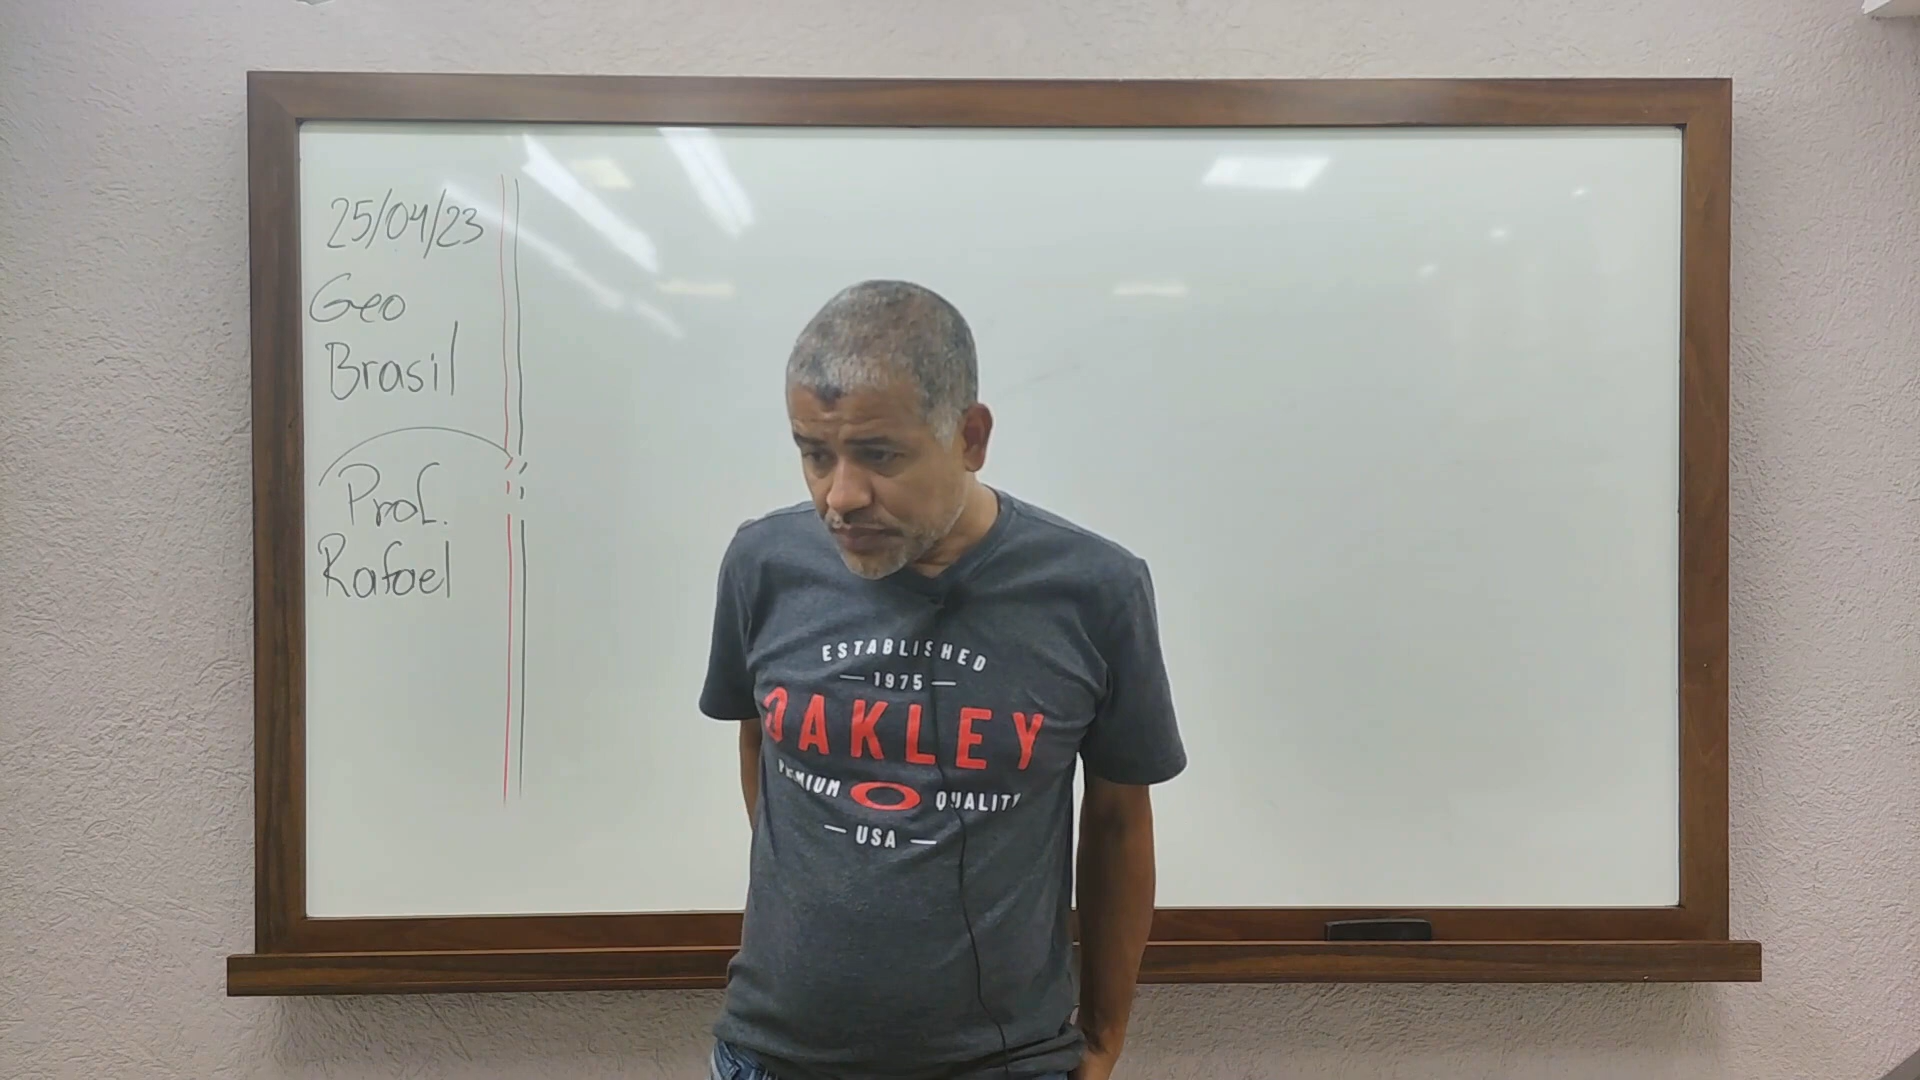 25/04/23
Geo
Brasil
Prof.
Rafael
ESTABLISHED
1975
OAKLEY
PREMIUM QUALITY
USA